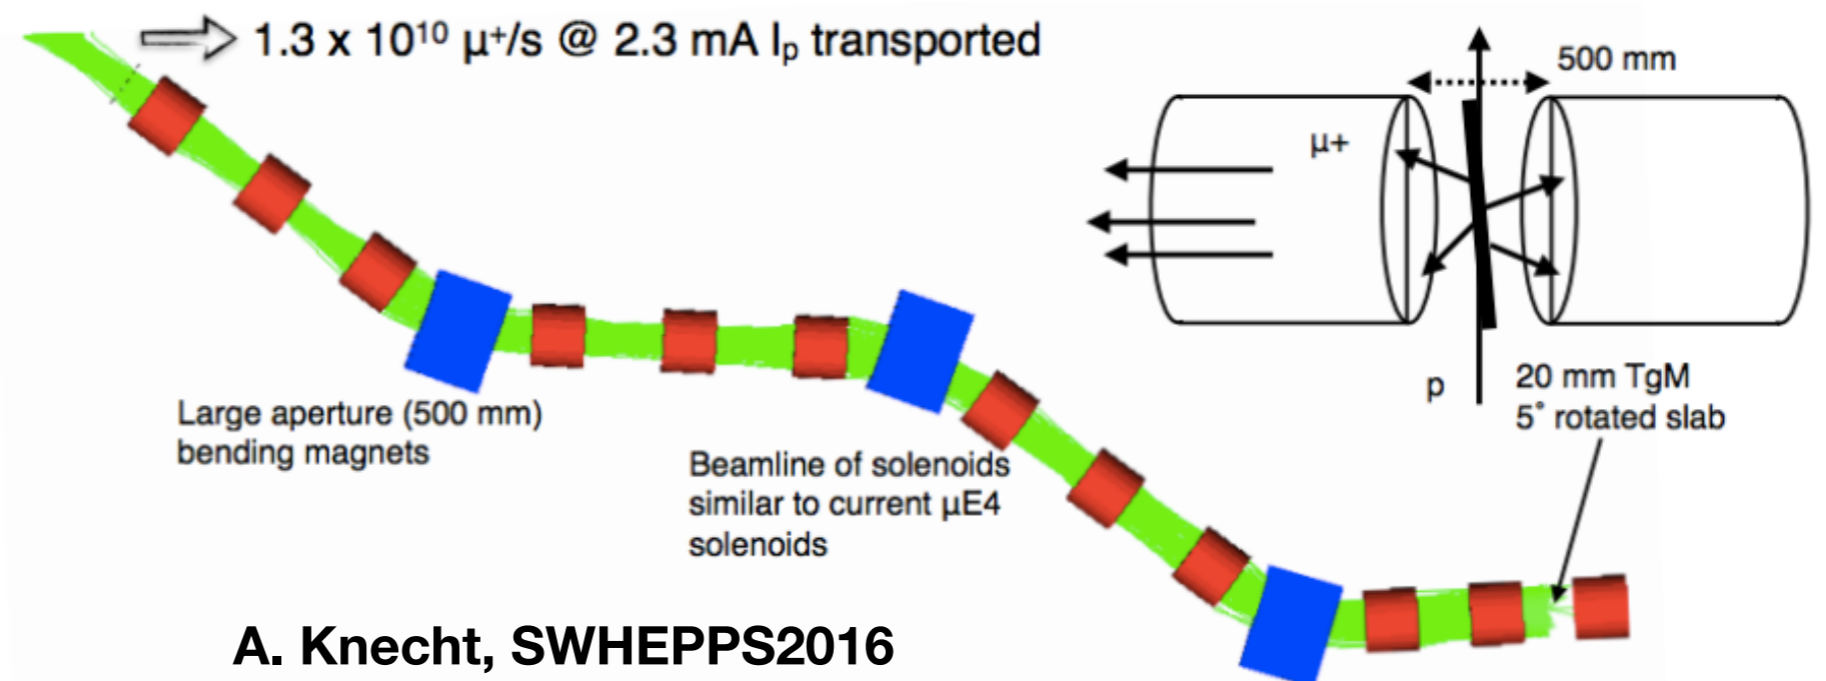 1.3 x 10¹⁰ μ⁺/s @ 2.3 mA Iₚ transported
500 mm
μ+
p
20 mm TgM
5° rotated slab
Large aperture (500 mm)
bending magnets
Beamline of solenoids
similar to current μE4
solenoids
A. Knecht, SWHEPPS2016